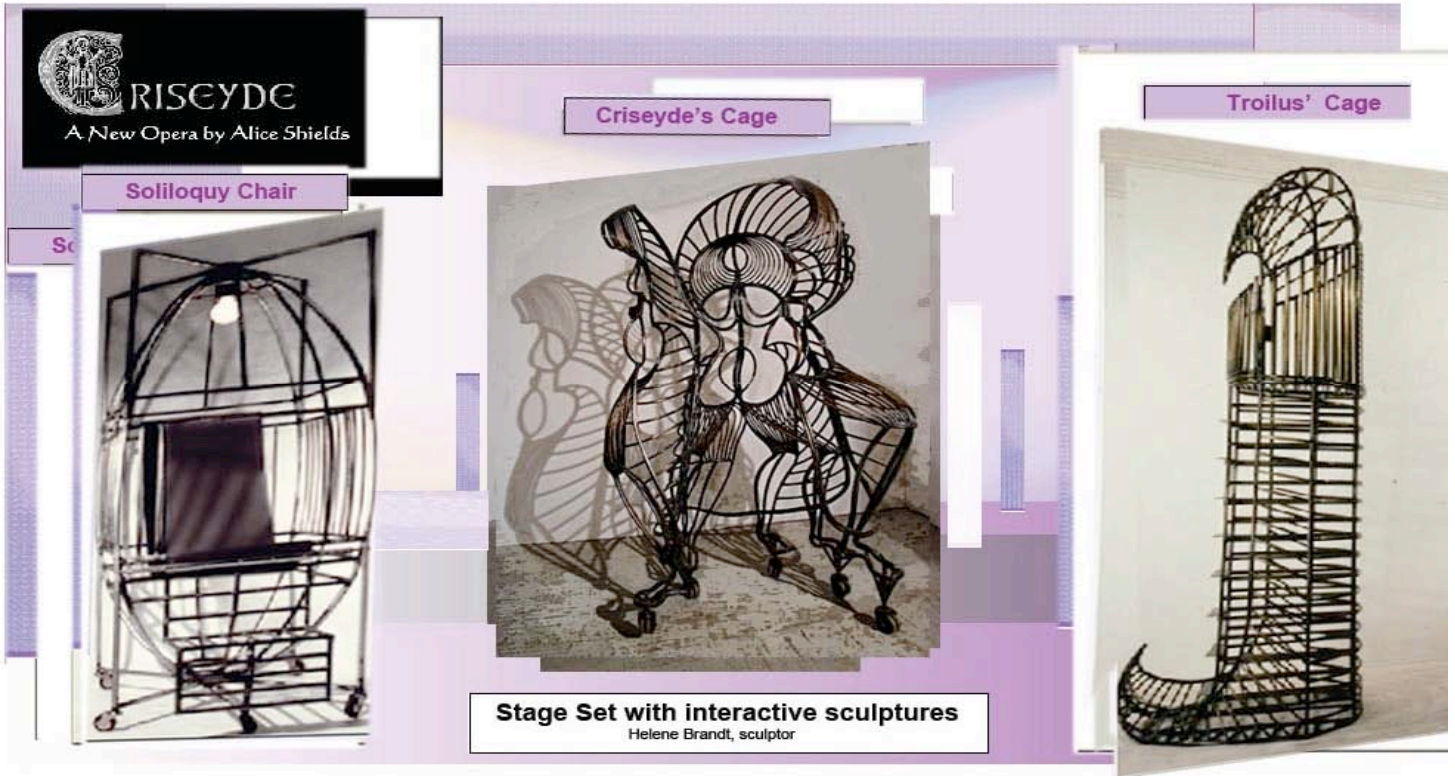 CRISEYDE
A New Opera by Alice Shields
Soliloquy Chair
So
Criseyde's Cage
Troilus' Cage
Stage Set with interactive sculptures
Helene Brandt, sculptor